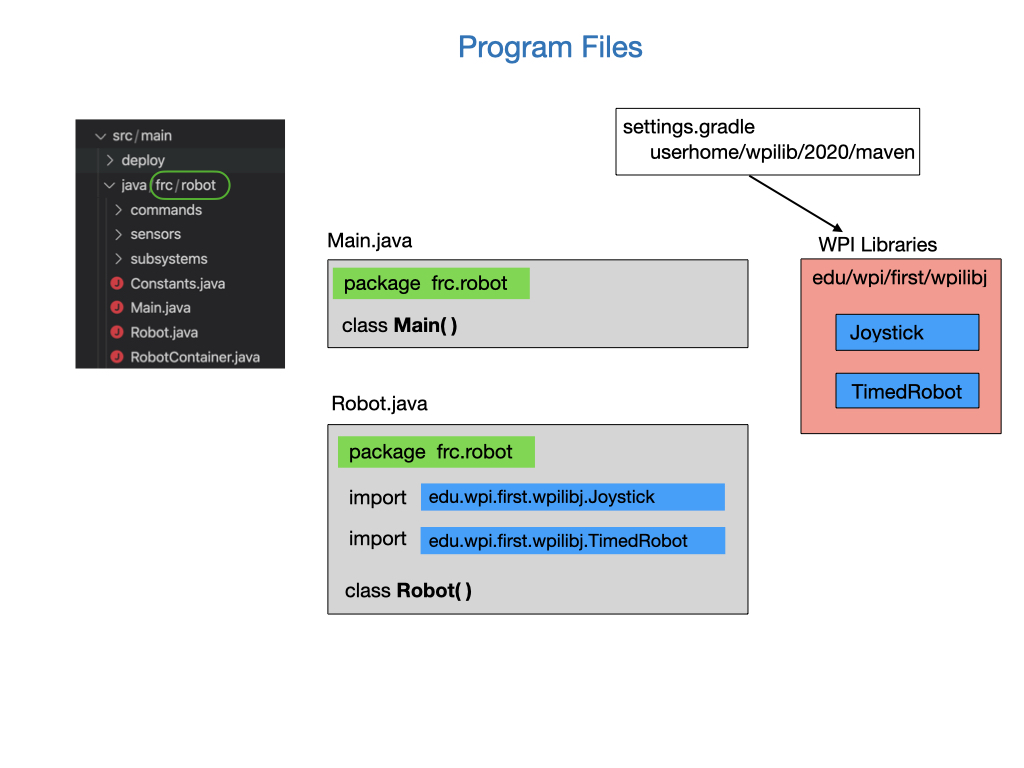 Program Files
src/main
deploy
java/frc/robot
commands
sensors
subsystems
Constants.java
Main.java
Robot.java
RobotContainer.java
settings.gradle
userhome/wpilib/2020/maven
Main.java
package frc.robot
class Main( )
Robot.java
package frc.robot
import edu.wpi.first.wpilibj.Joystick
import edu.wpi.first.wpilibj.TimedRobot
class Robot( )
WPI Libraries
edu/wpi/first/wpilibj
Joystick
TimedRobot